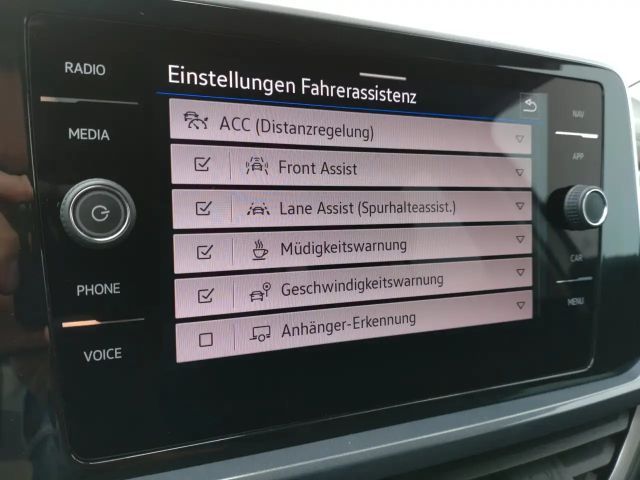 RADIO
MEDIA
PHONE
VOICE
Einstellungen Fahrerassistenz
ACC (Distanzregelung)
Front Assist
Lane Assist (Spurhalteassist.)
Müdigkeitswarnung
Geschwindigkeitswarnung
Anhänger-Erkennung
NAV
APP
CAR
MENU